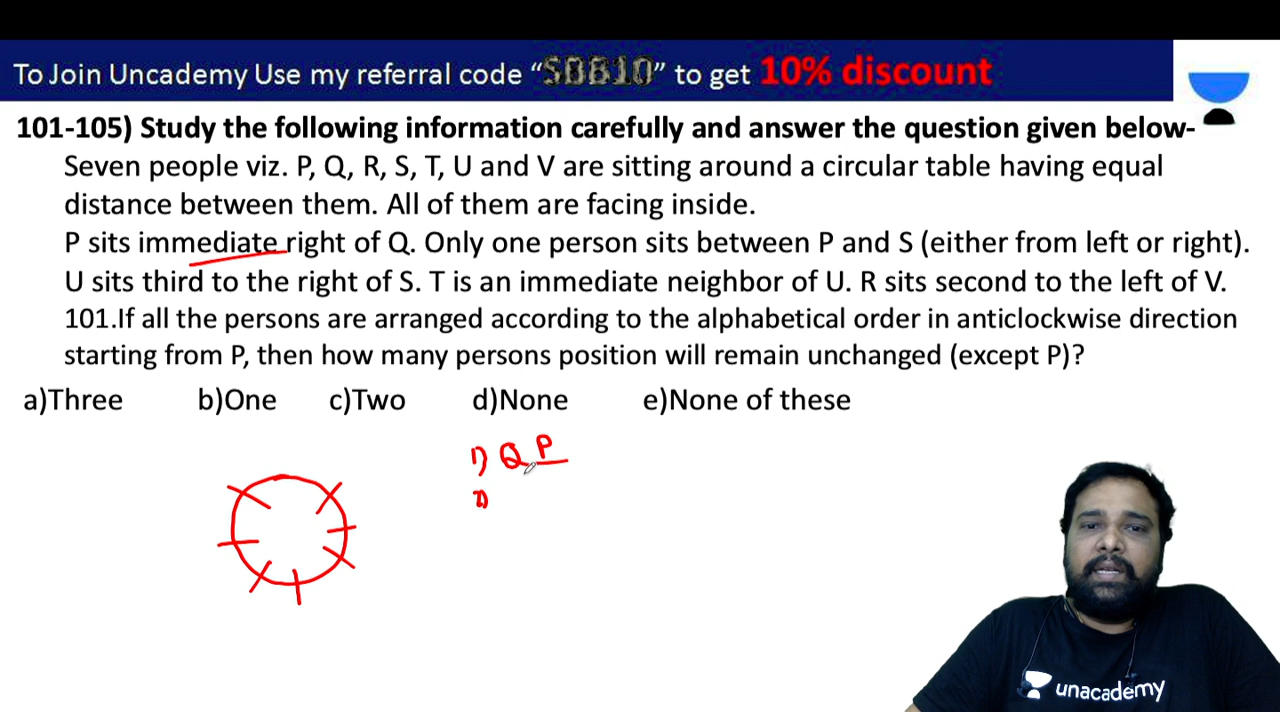 To Join Uncademy Use my referral code “SBB10” to get 10% discount
101-105) Study the following information carefully and answer the question given below-
Seven people viz. P, Q, R, S, T, U and V are sitting around a circular table having equal
distance between them. All of them are facing inside.
P sits immediate right of Q. Only one person sits between P and S (either from left or right).
U sits third to the right of S. T is an immediate neighbor of U. R sits second to the left of V.
101.If all the persons are arranged according to the alphabetical order in anticlockwise direction
starting from P, then how many persons position will remain unchanged (except P)?
a)Three b)One c)Two d)None e)None of these
1) Q P
2)
unacademy